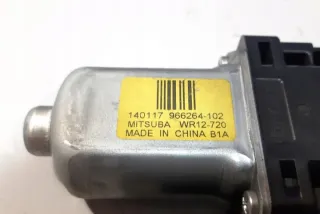 140117 966264-102
MITSUBA WR12-720
MADE IN CHINA B1A